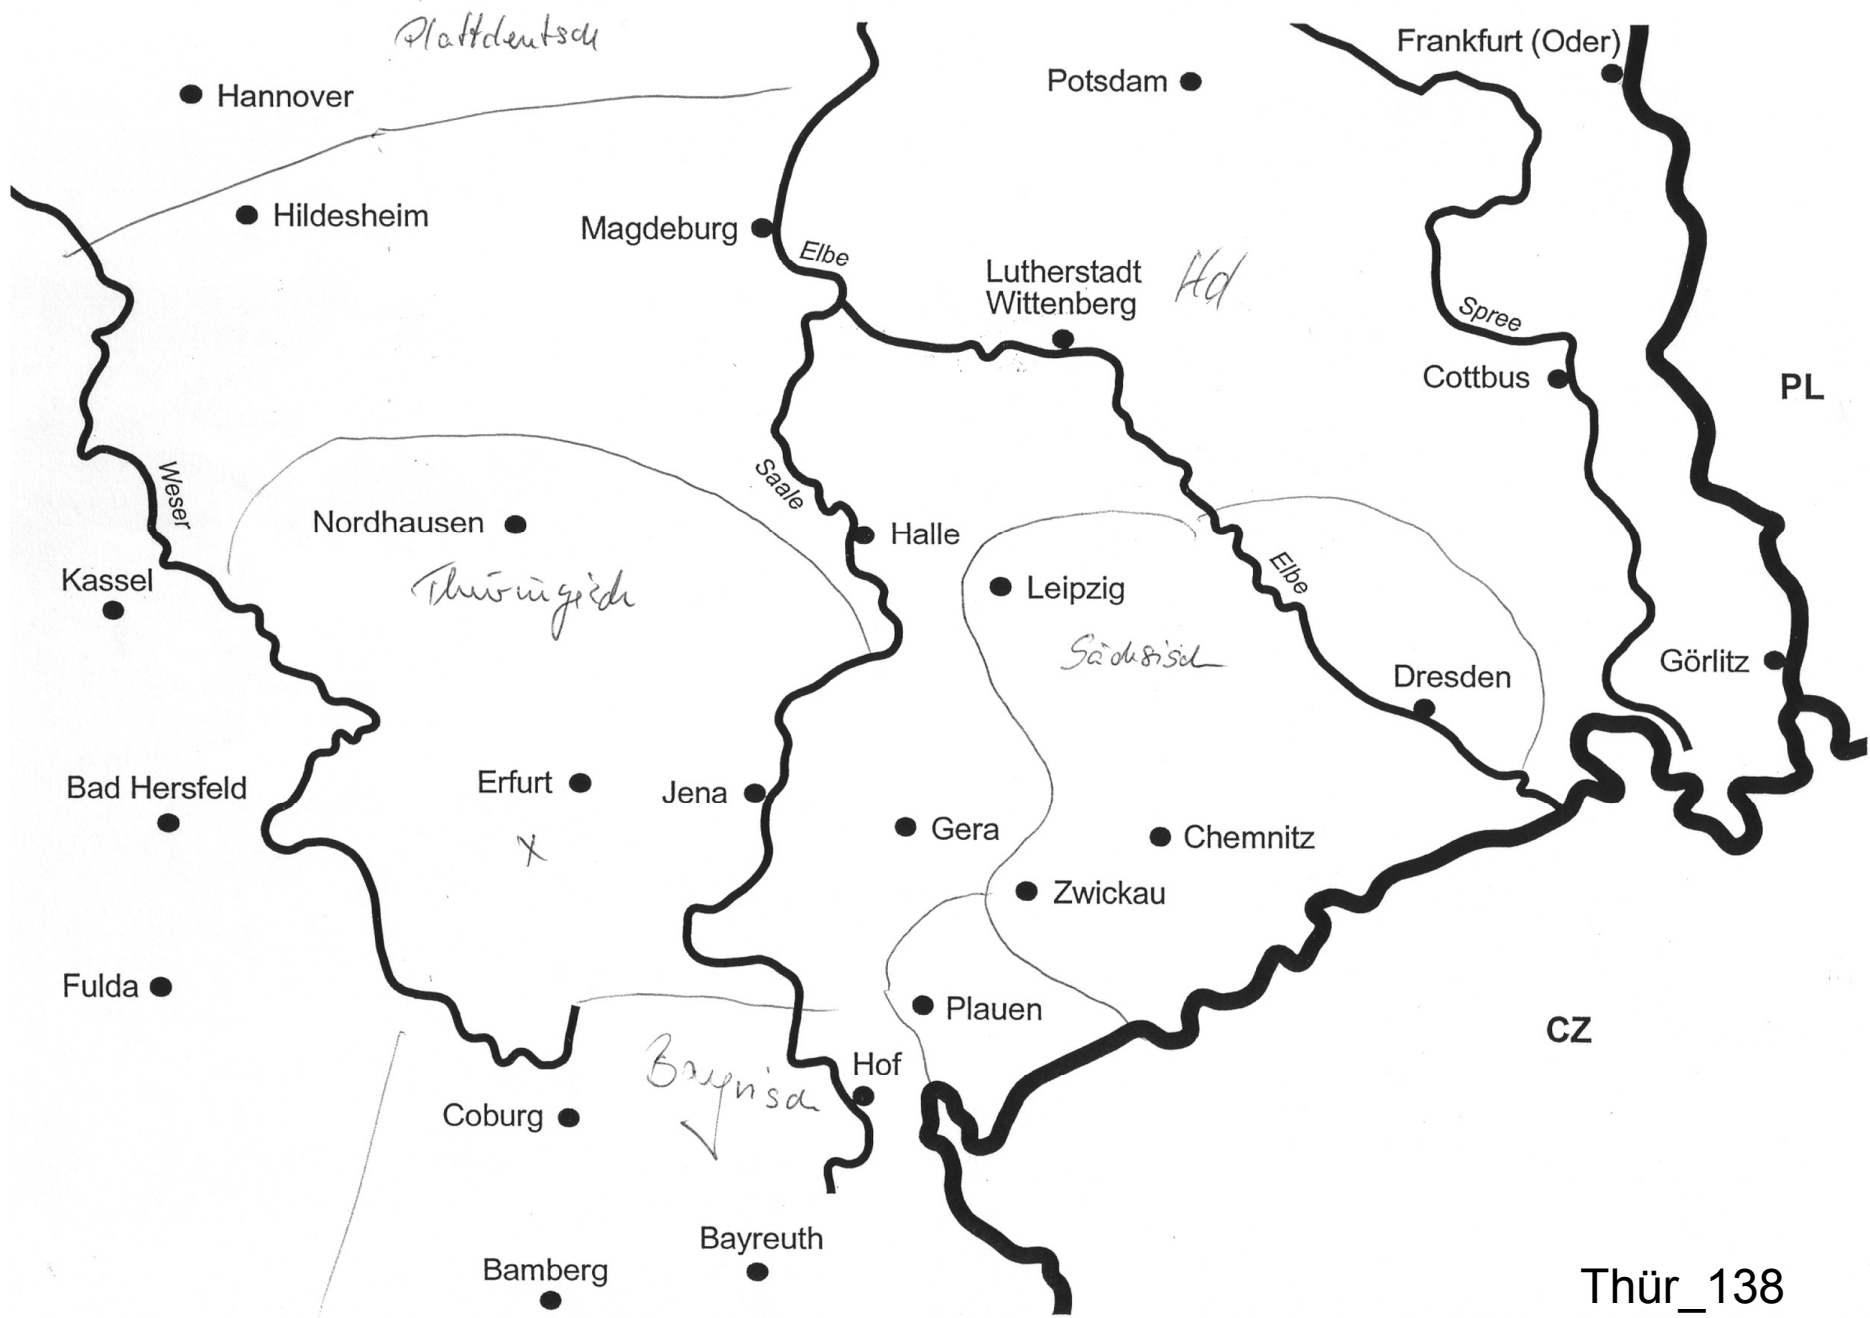 Plattdeutsch
Frankfurt (Oder)
Hannover
Potsdam
Hildesheim
Magdeburg
Elbe
Lutherstadt
Wittenberg
Hd
Spree
Cottbus
PL
Weser
Saale
Nordhausen
Halle
Kassel
Thüringisch
Leipzig
Elbe
Sächsisch
Görlitz
Dresden
Bad Hersfeld
Erfurt
Jena
Gera
Chemnitz
x
Zwickau
Fulda
Plauen
CZ
Hof
Bayrisch
Coburg
Bayreuth
Bamberg
Thür_138